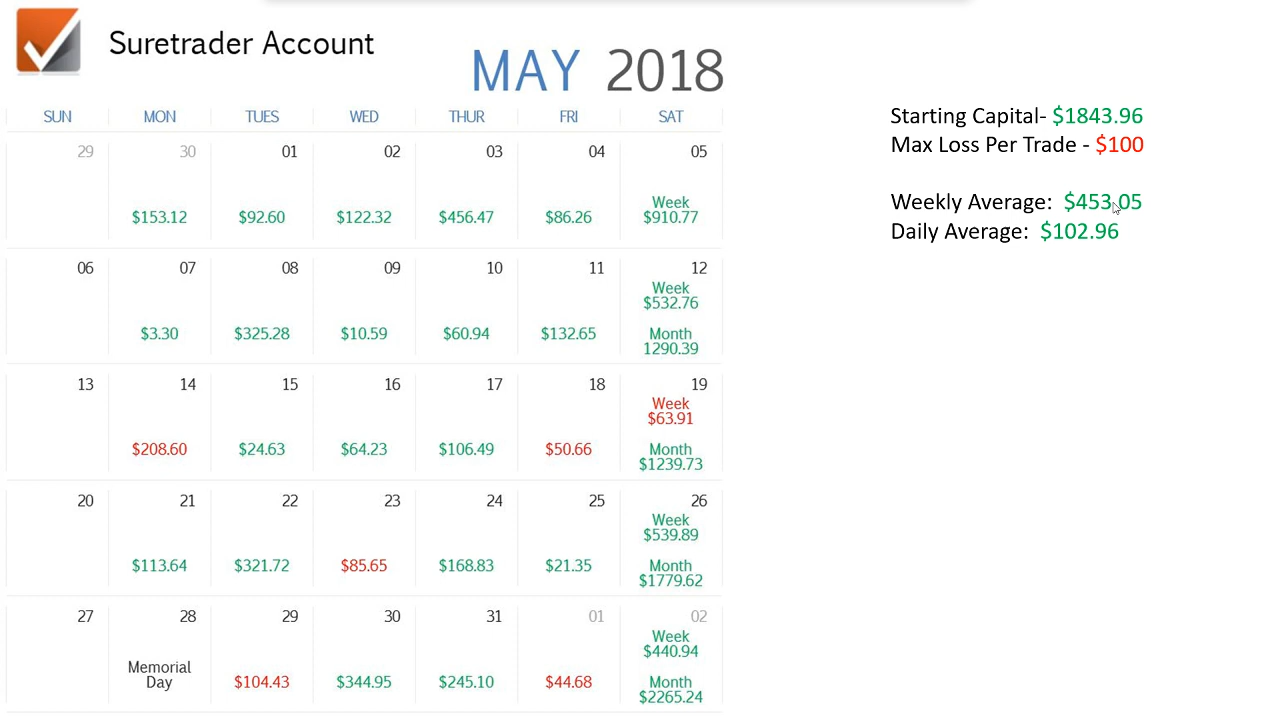 Suretrader Account
MAY 2018
SUN MON TUES WED THUR FRI SAT
29 30 01 02 03 04 05
Week
$153.12 $92.60 $122.32 $456.47 $86.26 $910.77
06 07 08 09 10 11 12
Week
$532.76
$3.30 $325.28 $10.59 $60.94 $132.65 Month
1290.39
13 14 15 16 17 18 19
Week
$63.91
$208.60 $24.63 $64.23 $106.49 $50.66 Month
$1239.73
20 21 22 23 24 25 26
Week
$539.89
$113.64 $321.72 $85.65 $168.83 $21.35 Month
$1779.62
27 28 29 30 31 01 02
Week
$440.94
Memorial
Day $104.43 $344.95 $245.10 $44.68 Month
$2265.24
Starting Capital- $1843.96
Max Loss Per Trade - $100
Weekly Average: $453.05
Daily Average: $102.96